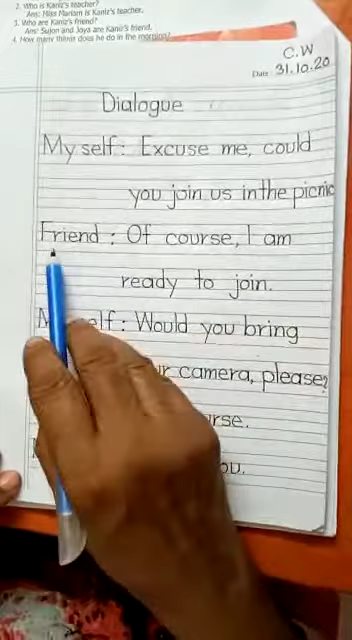 2. Who is Kaniz's teacher?
Ans: Miss Mariam is Kaniz's teacher.
3. Who are Kaniz's friend?
Ans: Sujon and Joya are Kaniz's friend.
4. How many things does he do in the morning?
C.W
Date: 31.10.20
Dialogue
My self: Excuse me, could
you join us in the picnic
Friend: Of course, I am
ready to join.
Would you bring
camera, please?